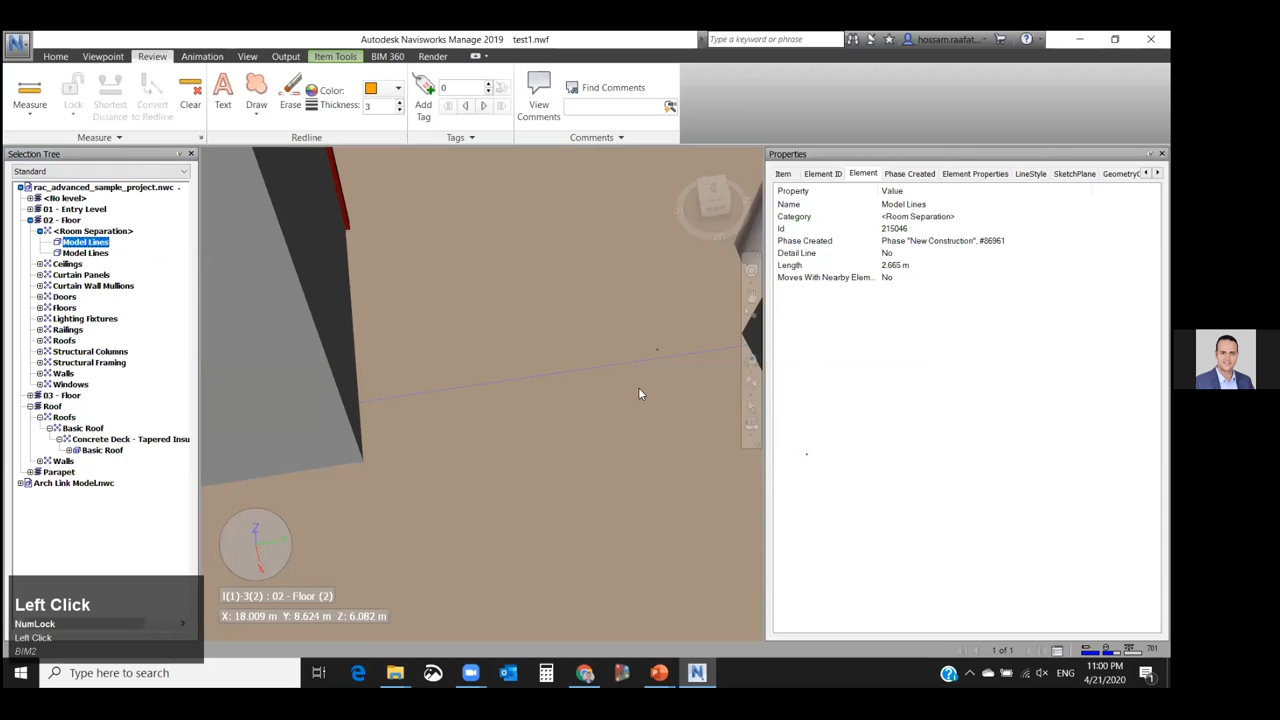 Autodesk Navisworks Manage 2019 test1.nwf
Type a keyword or phrase
hossam.raafat...
Home Viewpoint Review Animation View Output Item Tools BIM 360 Render
Measure Lock Shortest Distance Convert to Redline Clear
Text Draw Erase Color: Thickness: 3
Add Tag 0
View Comments Find Comments
Measure Redline Tags Comments
Selection Tree
Standard
rac_advanced_sample_project.nwc
<No level>
01 - Entry Level
02 - Floor
<Room Separation>
Model Lines
Model Lines
Ceilings
Curtain Panels
Curtain Wall Mullions
Doors
Floors
Lighting Fixtures
Railings
Roofs
Structural Columns
Structural Framing
Walls
Windows
03 - Floor
Roof
Roofs
Basic Roof
Concrete Deck - Tapered Insu
Basic Roof
Walls
Parapet
Arch Link Model.nwc
Z
X
I(1)-3(2) : 02 - Floor (2)
X: 18.009 m Y: 8.624 m Z: 6.082 m
Properties
Item Element ID Element Phase Created Element Properties LineStyle SketchPlane GeometryC
Property Value
Name Model Lines
Category <Room Separation>
Id 215046
Phase Created Phase "New Construction", #86961
Detail Line No
Length 2.665 m
Moves With Nearby Elem... No
Left Click
NumLock
Left Click
BIM2
1 of 1
701
Type here to search
ENG
11:00 PM
4/21/2020
1